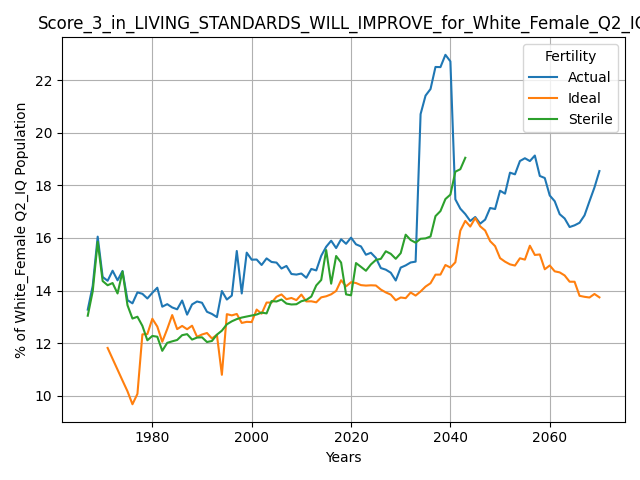 Score_3_in_LIVING_STANDARDS_WILL_IMPROVE_for_White_Female_Q2_IQ
Fertility
Actual
Ideal
Sterile
% of White_Female Q2_IQ Population
22
20
18
16
14
12
10
1980
2000
2020
2040
2060
Years